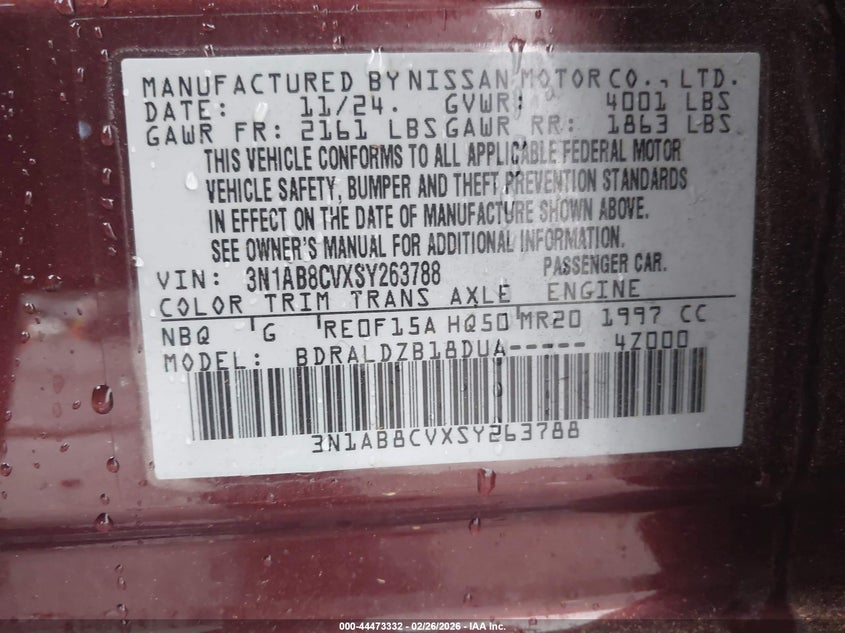 MANUFACTURED BY NISSAN MOTOR CO., LTD.
DATE: 11/24. GVWR: 4001 LBS
GAWR FR: 2161 LBS GAWR RR: 1863 LBS
THIS VEHICLE CONFORMS TO ALL APPLICABLE FEDERAL MOTOR
VEHICLE SAFETY, BUMPER AND THEFT PREVENTION STANDARDS
IN EFFECT ON THE DATE OF MANUFACTURE SHOWN ABOVE.
SEE OWNER'S MANUAL FOR ADDITIONAL INFORMATION.
VIN: 3N1AB8CVXSY263788 PASSENGER CAR.
COLOR TRIM TRANS AXLE ENGINE
NBQ G RE0F15A HQ50 MR20 1997 CC
MODEL: BDRALDZB18DUA----- 4Z000
3N1AB8CVXSY263788
000-44473332 - 02/26/2026 - IAA Inc.